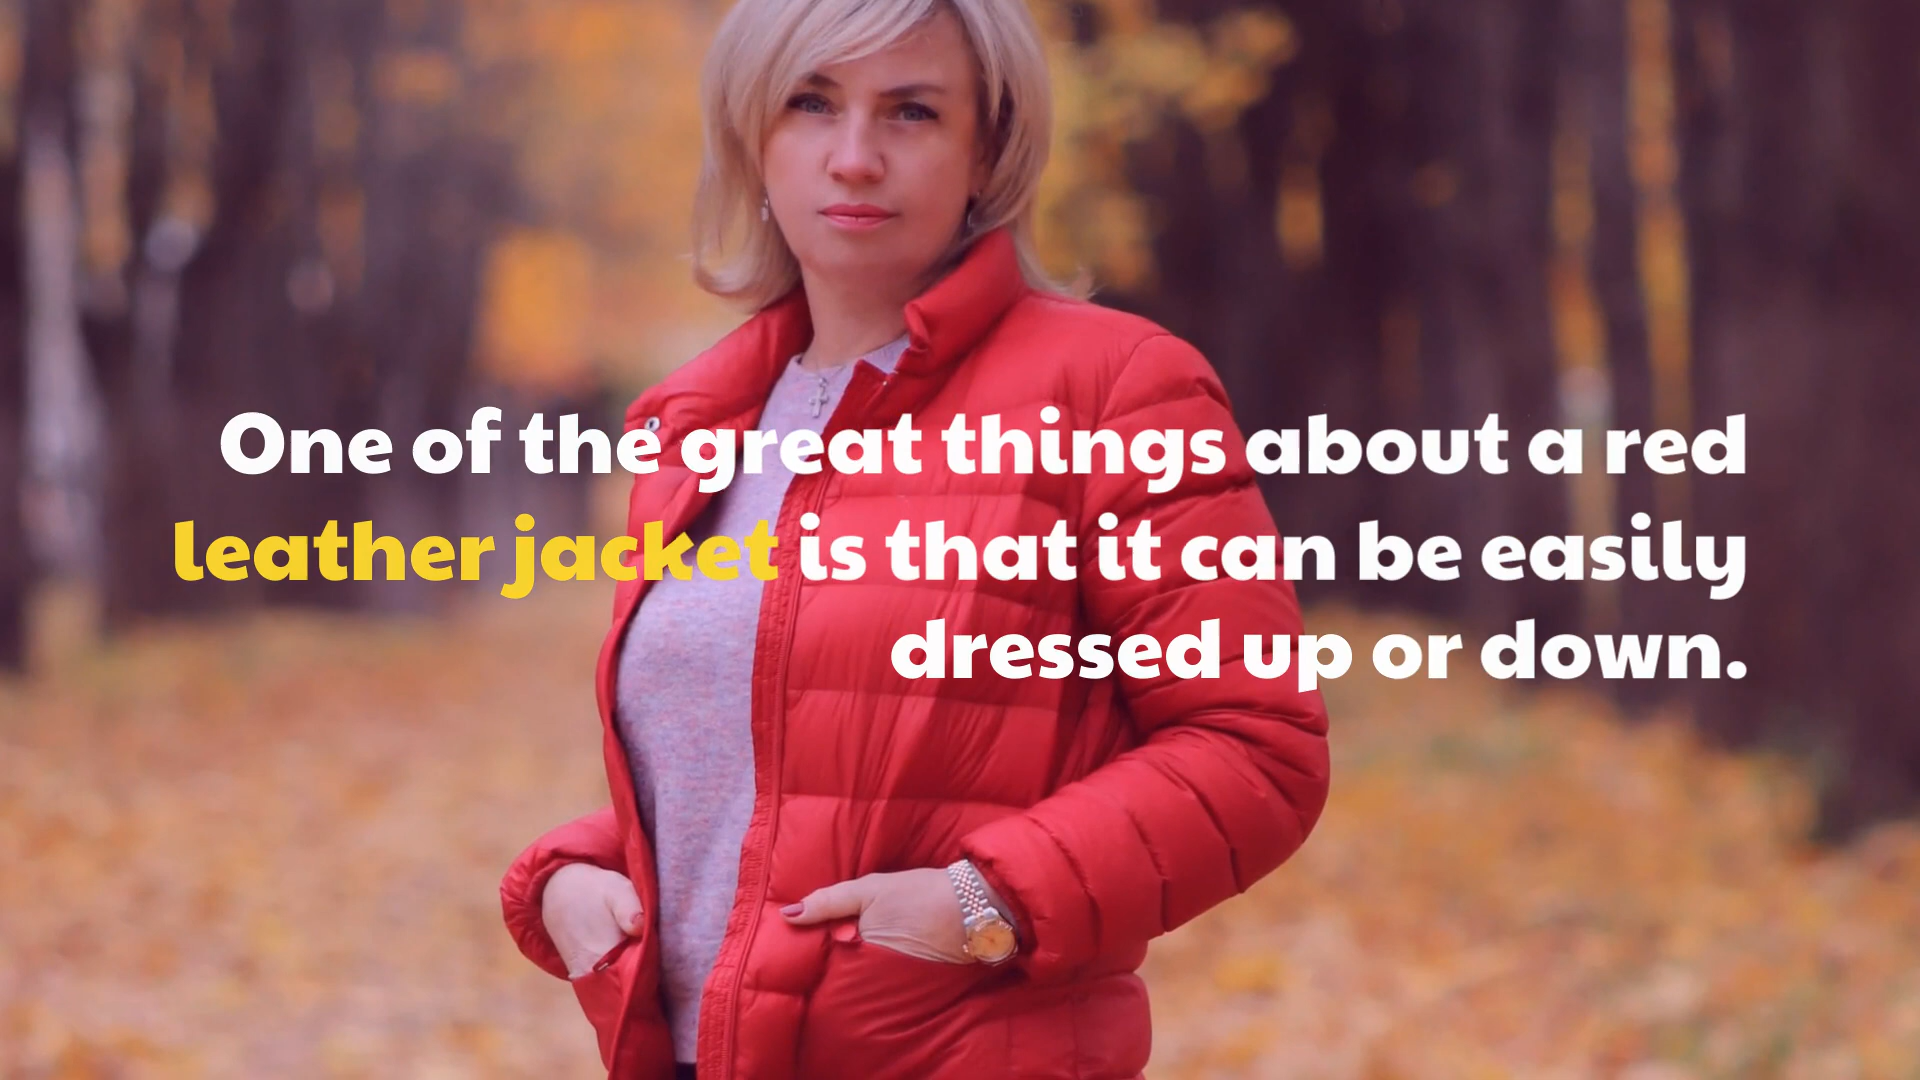 One of the great things about a red
leather jacket is that it can be easily
dressed up or down.